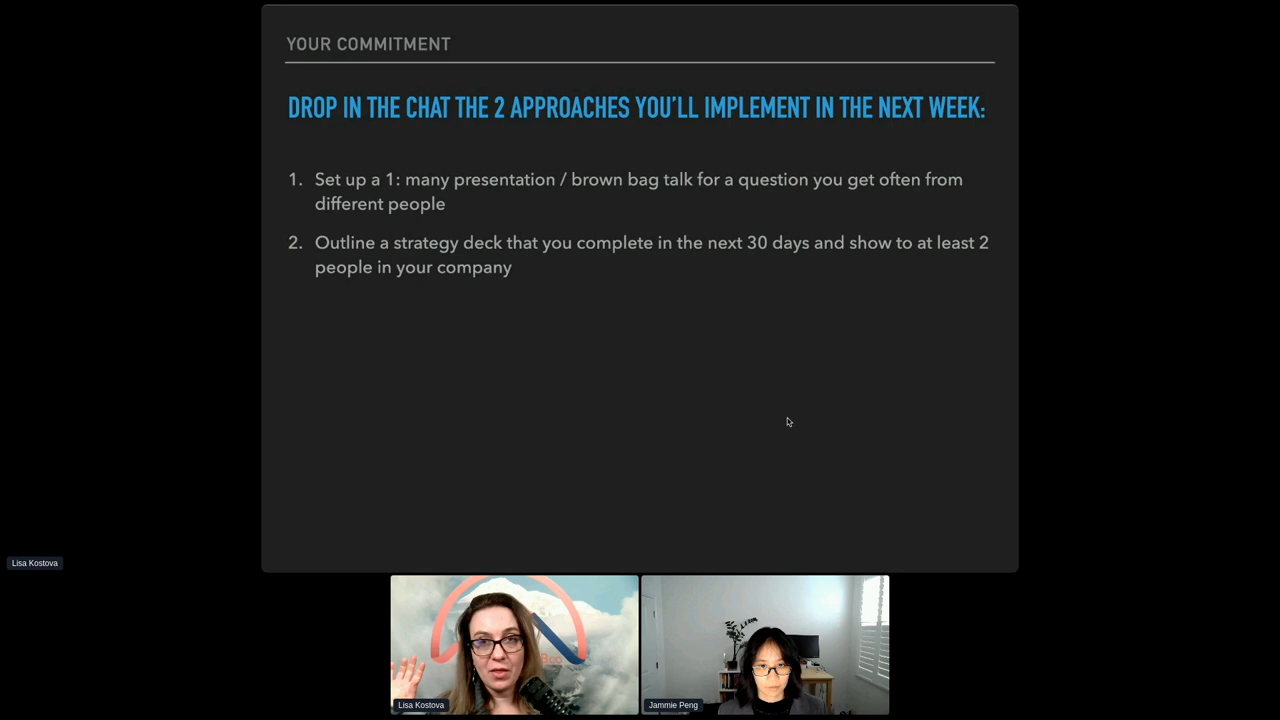 YOUR COMMITMENT
DROP IN THE CHAT THE 2 APPROACHES YOU'LL IMPLEMENT IN THE NEXT WEEK:
1. Set up a 1: many presentation / brown bag talk for a question you get often from
different people
2. Outline a strategy deck that you complete in the next 30 days and show to at least 2
people in your company
Lisa Kostova
Lisa Kostova
Jammie Peng